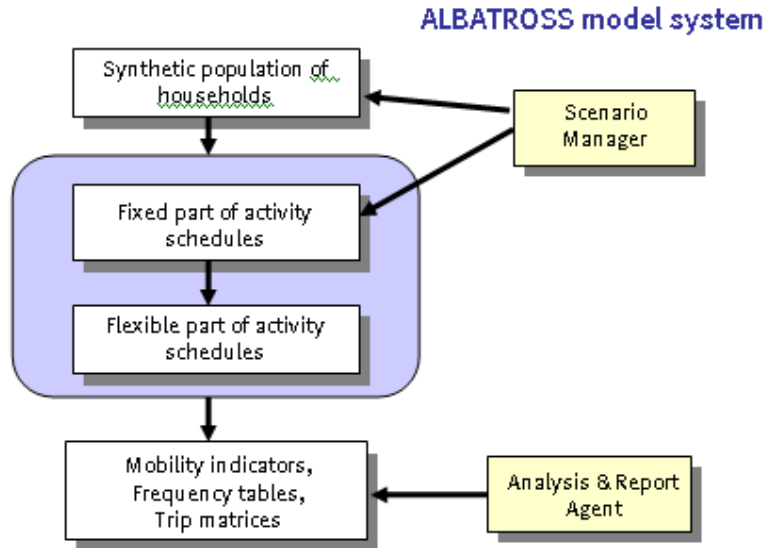 ALBATROSS model system
Synthetic population of
households
Scenario
Manager
Fixed part of activity
schedules
Flexible part of activity
schedules
Mobility indicators,
Frequency tables,
Trip matrices
Analysis & Report
Agent